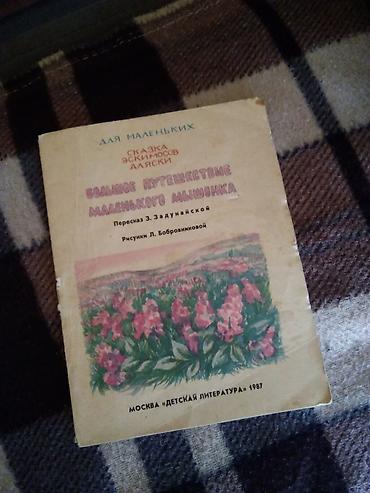 ДЛЯ МАЛЕНЬКИХ
СКАЗКА
ЭСКИМОСОВ
АЛЯСКИ
БОЛЬШОЕ ПУТЕШЕСТВИЕ
МАЛЕНЬКОГО МЫШОНКА
Пересказ З. Задунайской
Рисунки Л. Бобровниковой
МОСКВА «ДЕТСКАЯ ЛИТЕРАТУРА» 1987